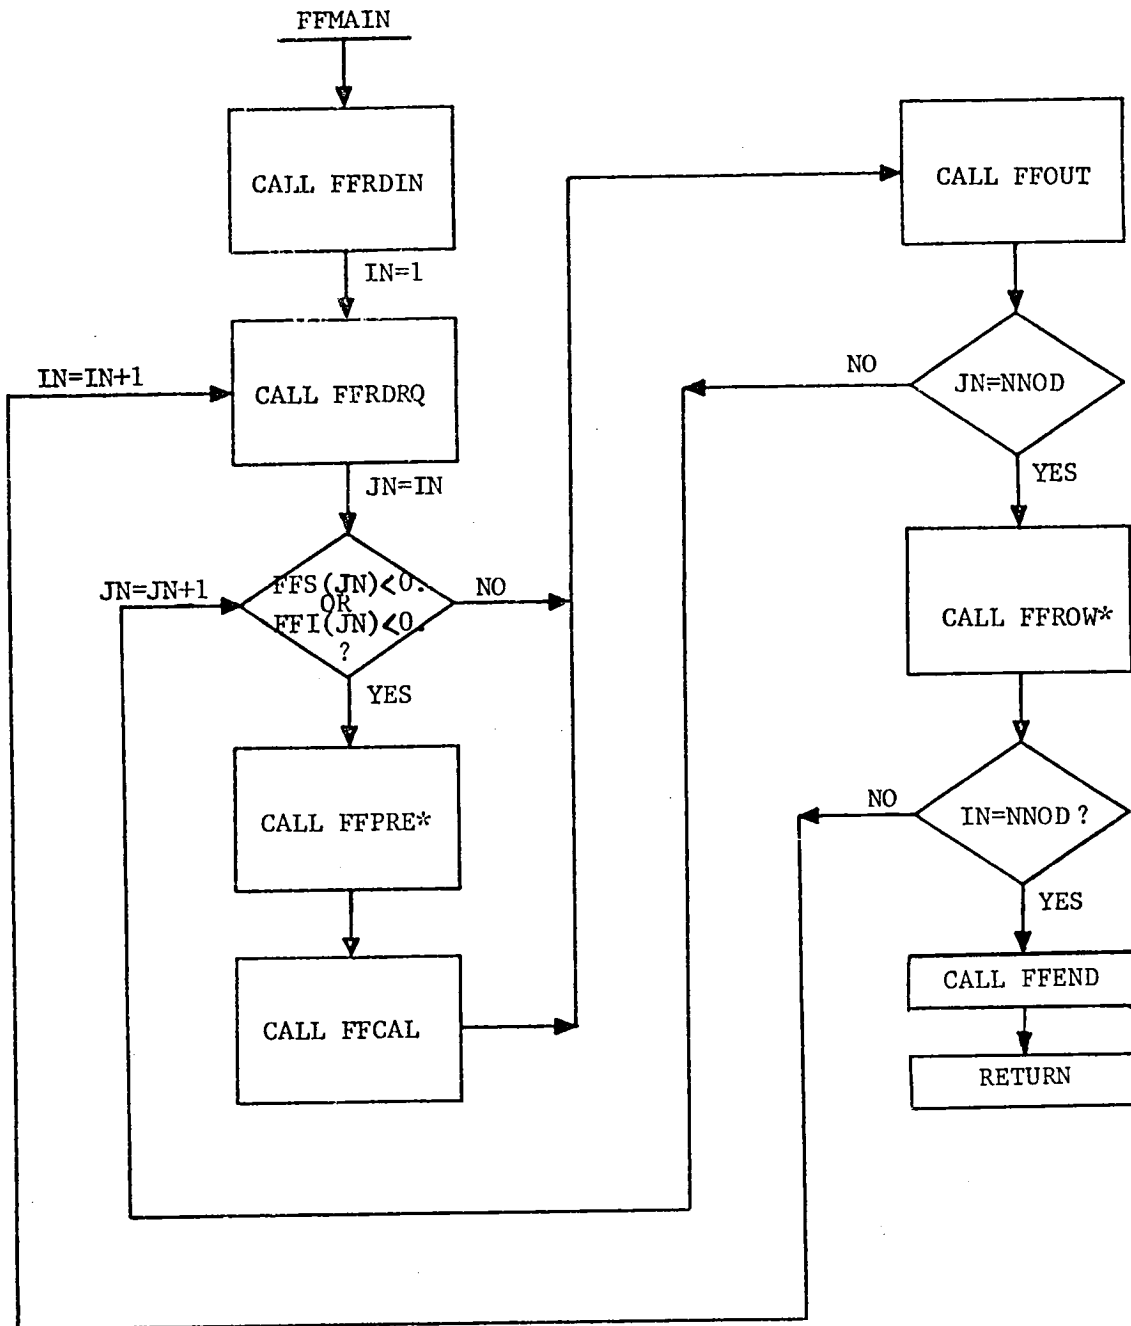 FFMAIN
CALL FFRDIN
IN=1
IN=IN+1
CALL FFRDRQ
JN=IN
JN=JN+1
FFS(JN)<0.
OR
FFI(JN)<0.
?
NO
YES
CALL FFPRE*
CALL FFCAL
CALL FFOUT
NO
JN=NNOD
YES
CALL FFROW*
NO
IN=NNOD?
YES
CALL FFEND
RETURN